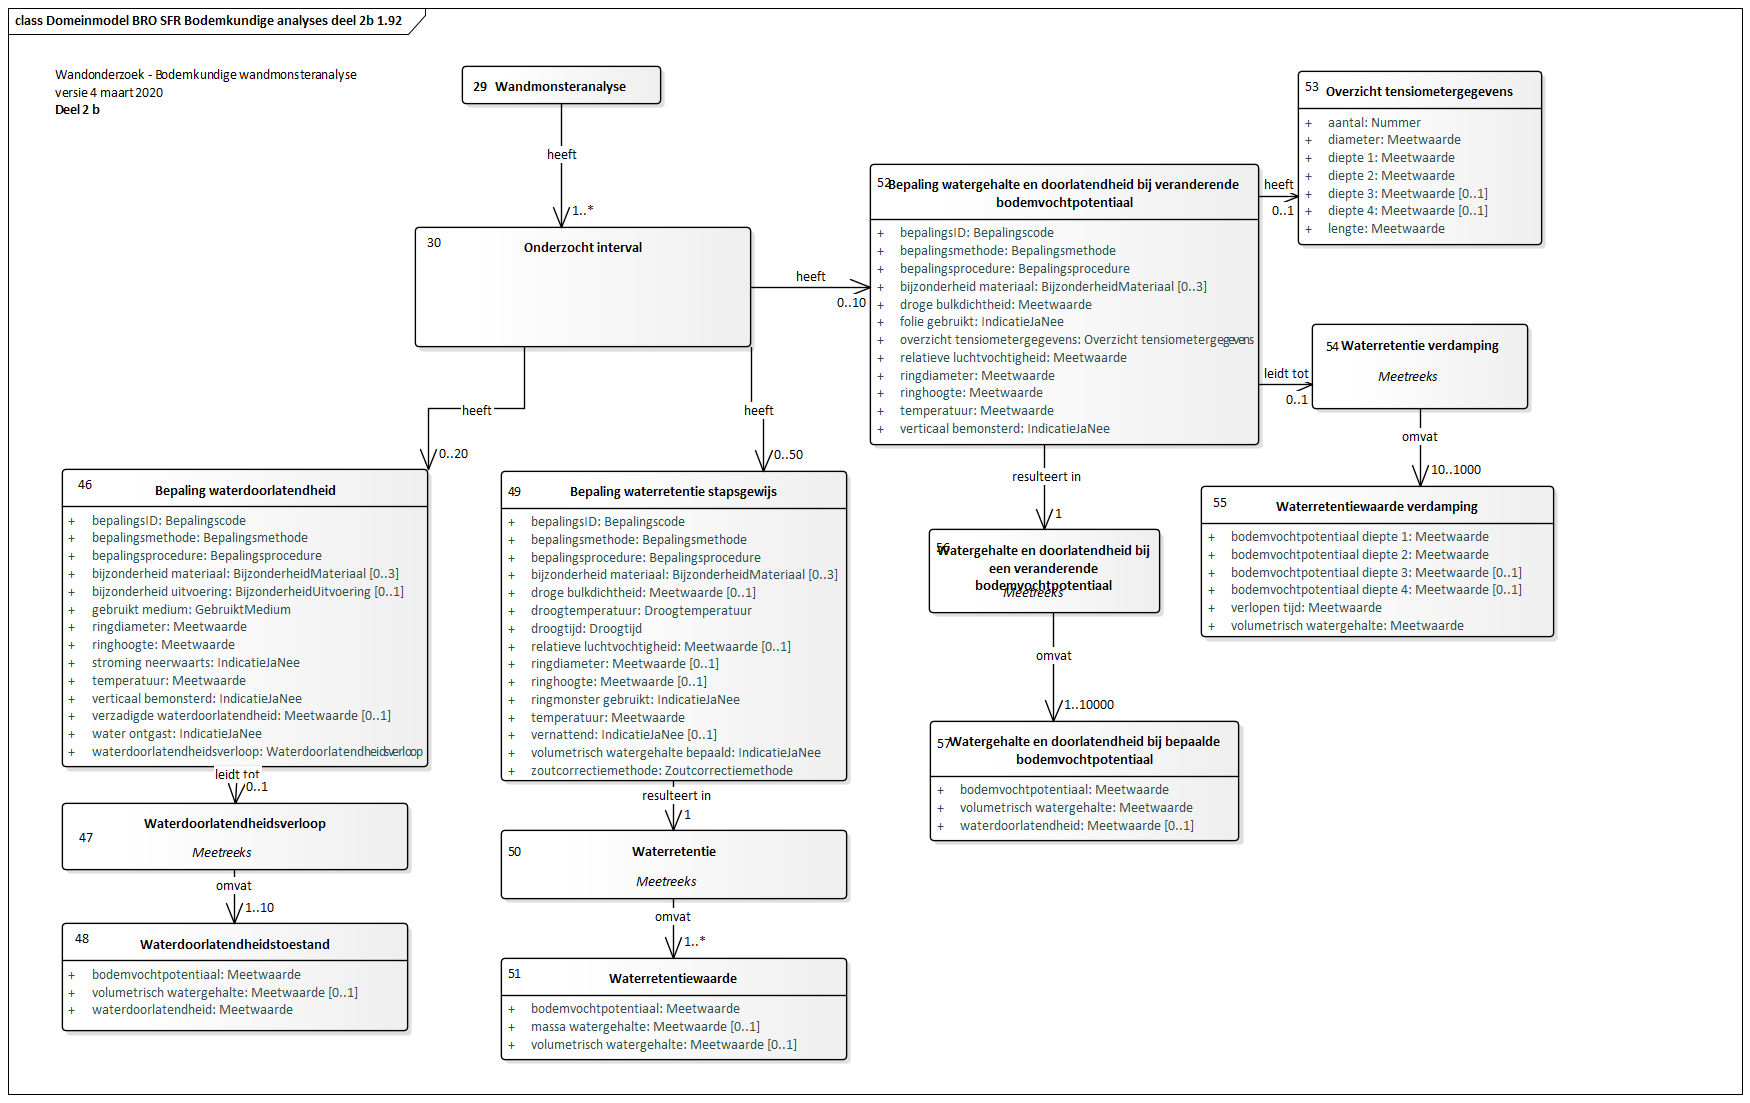 class Domeinmodel BRO SFR Bodemkundige analyses deel 2b 1.92
Wandonderzoek - Bodemkundige wandmonsteranalyse
versie 4 maart 2020
Deel 2 b
29 Wandmonsteranalyse
heeft
1..*
30
Onderzocht interval
heeft
0..10
heeft
0..20
heeft
0..50
52
Bepaling watergehalte en doorlatendheid bij veranderende
bodemvochtpotentiaal
+ bepalingsID: Bepalingscode
+ bepalingsmethode: Bepalingsmethode
+ bepalingsprocedure: Bepalingsprocedure
+ bijzonderheid materiaal: BijzonderheidMateriaal [0..3]
+ droge bulkdichtheid: Meetwaarde
+ folie gebruikt: IndicatieJaNee
+ overzicht tensiometergegevens: Overzicht tensiometergegevens
+ relatieve luchtvochtigheid: Meetwaarde
+ ringdiameter: Meetwaarde
+ ringhoogte: Meetwaarde
+ temperatuur: Meetwaarde
+ verticaal bemonsterd: IndicatieJaNee
heeft
0..1
53
Overzicht tensiometergegevens
+ aantal: Nummer
+ diameter: Meetwaarde
+ diepte 1: Meetwaarde
+ diepte 2: Meetwaarde
+ diepte 3: Meetwaarde [0..1]
+ diepte 4: Meetwaarde [0..1]
+ lengte: Meetwaarde
leidt tot
0..1
54 Waterretentie verdamping
Meetreeks
omvat
10..1000
55
Waterretentiewaarde verdamping
+ bodemvochtpotentiaal diepte 1: Meetwaarde
+ bodemvochtpotentiaal diepte 2: Meetwaarde
+ bodemvochtpotentiaal diepte 3: Meetwaarde [0..1]
+ bodemvochtpotentiaal diepte 4: Meetwaarde [0..1]
+ verlopen tijd: Meetwaarde
+ volumetrisch watergehalte: Meetwaarde
resulteert in
1
56
Watergehalte en doorlatendheid bij
een veranderende
bodemvochtpotentiaal
Meetreeks
omvat
1..10000
57
Watergehalte en doorlatendheid bij bepaalde
bodemvochtpotentiaal
+ bodemvochtpotentiaal: Meetwaarde
+ volumetrisch watergehalte: Meetwaarde
+ waterdoorlatendheid: Meetwaarde [0..1]
46
Bepaling waterdoorlatendheid
+ bepalingsID: Bepalingscode
+ bepalingsmethode: Bepalingsmethode
+ bepalingsprocedure: Bepalingsprocedure
+ bijzonderheid materiaal: BijzonderheidMateriaal [0..3]
+ bijzonderheid uitvoering: BijzonderheidUitvoering [0..1]
+ gebruikt medium: GebruiktMedium
+ ringdiameter: Meetwaarde
+ ringhoogte: Meetwaarde
+ stroming neerwaarts: IndicatieJaNee
+ temperatuur: Meetwaarde
+ verticaal bemonsterd: IndicatieJaNee
+ verzadigde waterdoorlatendheid: Meetwaarde [0..1]
+ water ontgast: IndicatieJaNee
+ waterdoorlatendheidsverloop: Waterdoorlatendheidsverloop
leidt tot
0..1
47
Waterdoorlatendheidsverloop
Meetreeks
omvat
1..10
48
Waterdoorlatendheidstoestand
+ bodemvochtpotentiaal: Meetwaarde
+ volumetrisch watergehalte: Meetwaarde [0..1]
+ waterdoorlatendheid: Meetwaarde
49
Bepaling waterretentie stapsgewijs
+ bepalingsID: Bepalingscode
+ bepalingsmethode: Bepalingsmethode
+ bepalingsprocedure: Bepalingsprocedure
+ bijzonderheid materiaal: BijzonderheidMateriaal [0..3]
+ droge bulkdichtheid: Meetwaarde [0..1]
+ droogtemperatuur: Droogtemperatuur
+ droogtijd: Droogtijd
+ relatieve luchtvochtigheid: Meetwaarde [0..1]
+ ringdiameter: Meetwaarde [0..1]
+ ringhoogte: Meetwaarde [0..1]
+ ringmonster gebruikt: IndicatieJaNee
+ temperatuur: Meetwaarde
+ vernattend: IndicatieJaNee [0..1]
+ volumetrisch watergehalte bepaald: IndicatieJaNee
+ zoutcorrectiemethode: Zoutcorrectiemethode
resulteert in
1
50
Waterretentie
Meetreeks
omvat
1..*
51
Waterretentiewaarde
+ bodemvochtpotentiaal: Meetwaarde
+ massa watergehalte: Meetwaarde [0..1]
+ volumetrisch watergehalte: Meetwaarde [0..1]